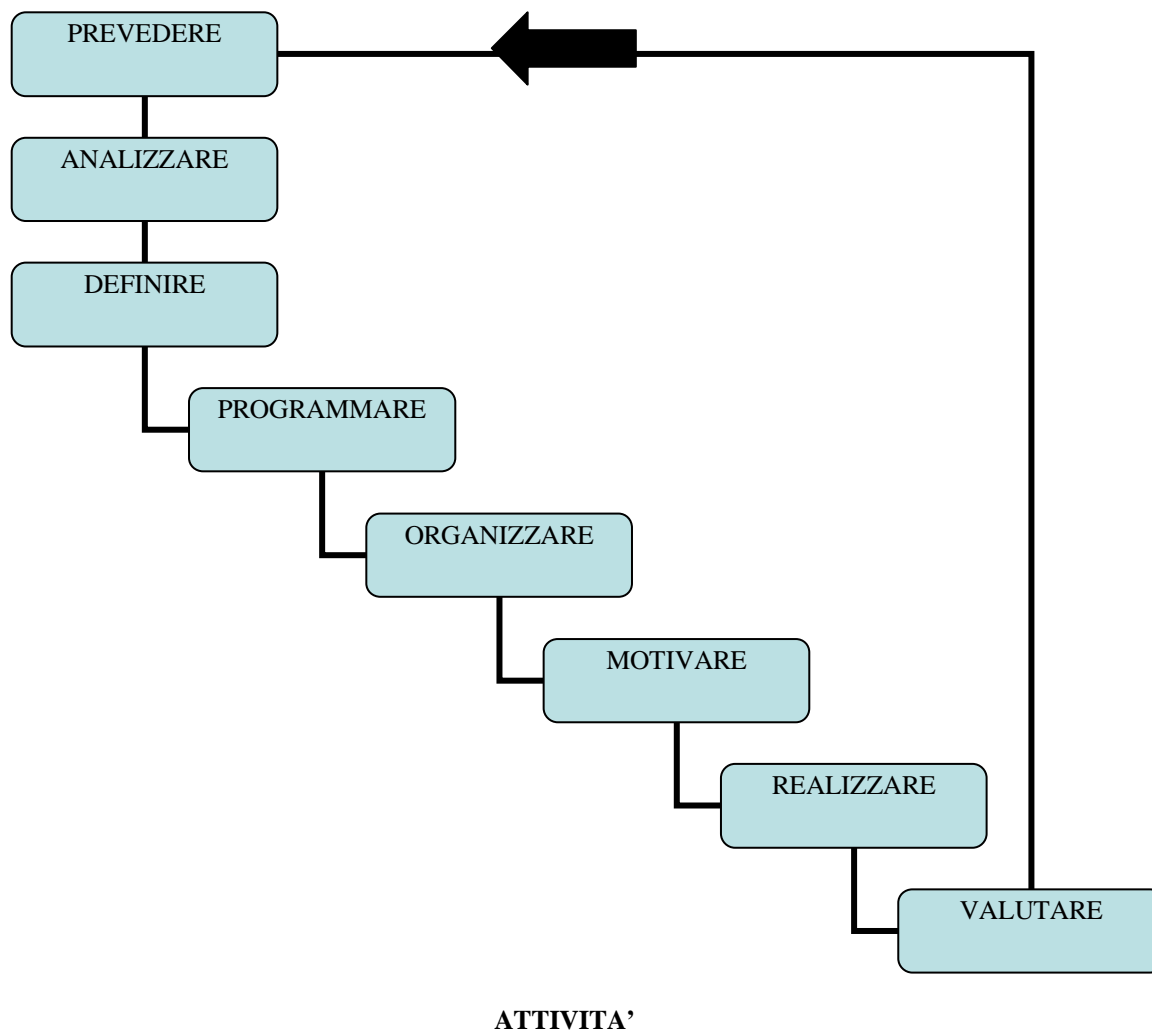 PREVEDERE
ANALIZZARE
DEFINIRE
PROGRAMMARE
ORGANIZZARE
MOTIVARE
REALIZZARE
VALUTARE
ATTIVITA’